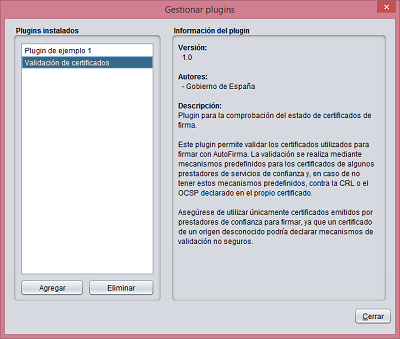 Gestionar plugins
Plugins instalados
Plugin de ejemplo 1
Validación de certificados
Agregar
Eliminar
Información del plugin
Versión:
1.0
Autores:
- Gobierno de España
Descripción:
Plugin para la comprobación del estado de certificados de
firma.
Este plugin permite validar los certificados utilizados para
firmar con AutoFirma. La validación se realiza mediante
mecanismos predefinidos para los certificados de algunos
prestadores de servicios de confianza y, en caso de no
tener estos mecanismos predefinidos, contra la CRL o el
OCSP declarado en el propio certificado.
Asegúrese de utilizar únicamente certificados emitidos por
prestadores de confianza para firmar, ya que un certificado
de un origen desconocido podría declarar mecanismos de
validación no seguros.
Cerrar